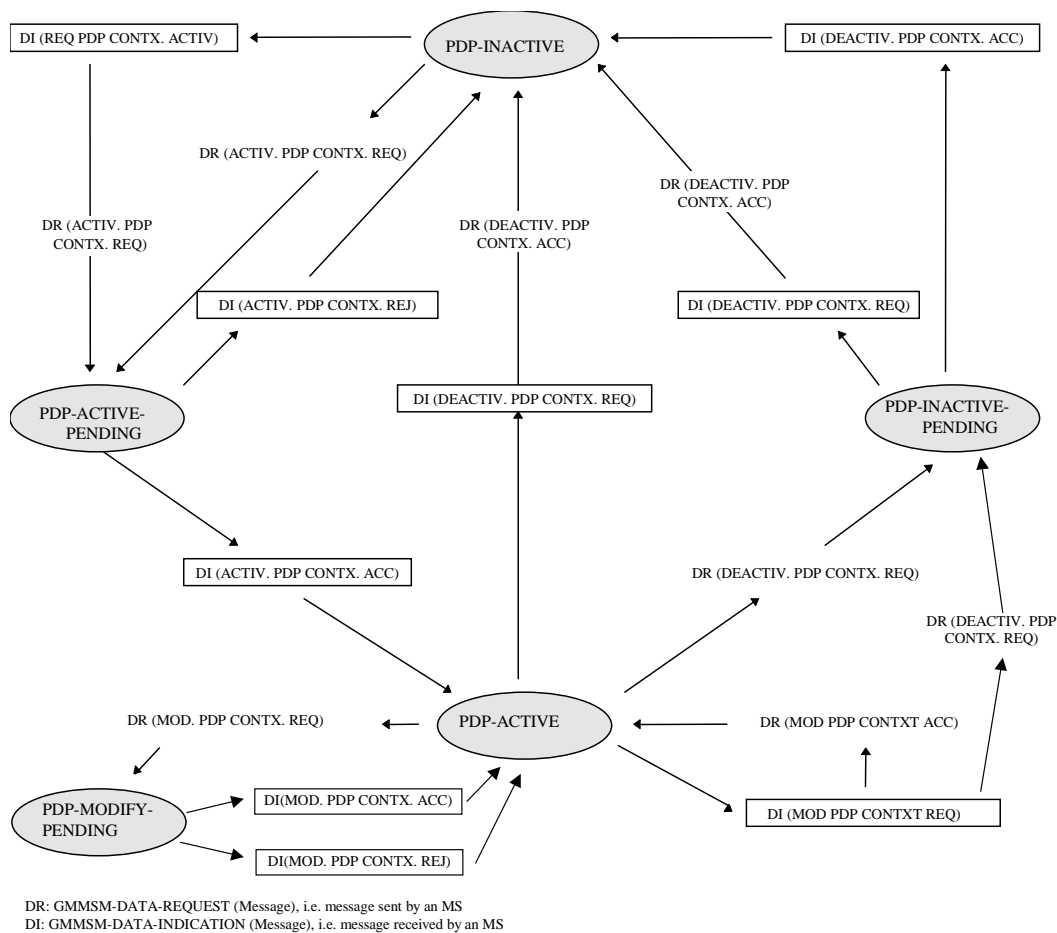 DI (REQ PDP CONTX. ACTIV)
PDP-INACTIVE
DI (DEACTIV. PDP CONTX. ACC)
DR (ACTIV. PDP CONTX. REQ)
DR (DEACTIV. PDP
CONTX. ACC)
DR (ACTIV. PDP
CONTX. REQ)
DR (DEACTIV. PDP
CONTX. ACC)
DI (ACTIV. PDP CONTX. REJ)
DI (DEACTIV. PDP CONTX. REQ)
PDP-ACTIVE-
PENDING
DI (DEACTIV. PDP CONTX. REQ)
PDP-INACTIVE-
PENDING
DI (ACTIV. PDP CONTX. ACC)
DR (DEACTIV. PDP CONTX. REQ)
DR (DEACTIV. PDP
CONTX. REQ)
DR (MOD. PDP CONTX. REQ)
PDP-ACTIVE
DR (MOD PDP CONTXT ACC)
PDP-MODIFY-
PENDING
DI(MOD. PDP CONTX. ACC)
DI (MOD PDP CONTXT REQ)
DI(MOD. PDP CONTX. REJ)
DR: GMMSM-DATA-REQUEST (Message), i.e. message sent by an MS
DI: GMMSM-DATA-INDICATION (Message), i.e. message received by an MS